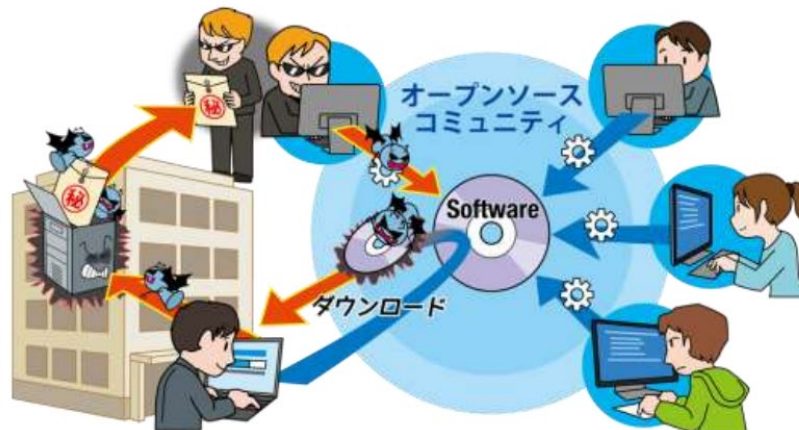 秘
オープンソース
コミュニティ
秘
Software
ダウンロード